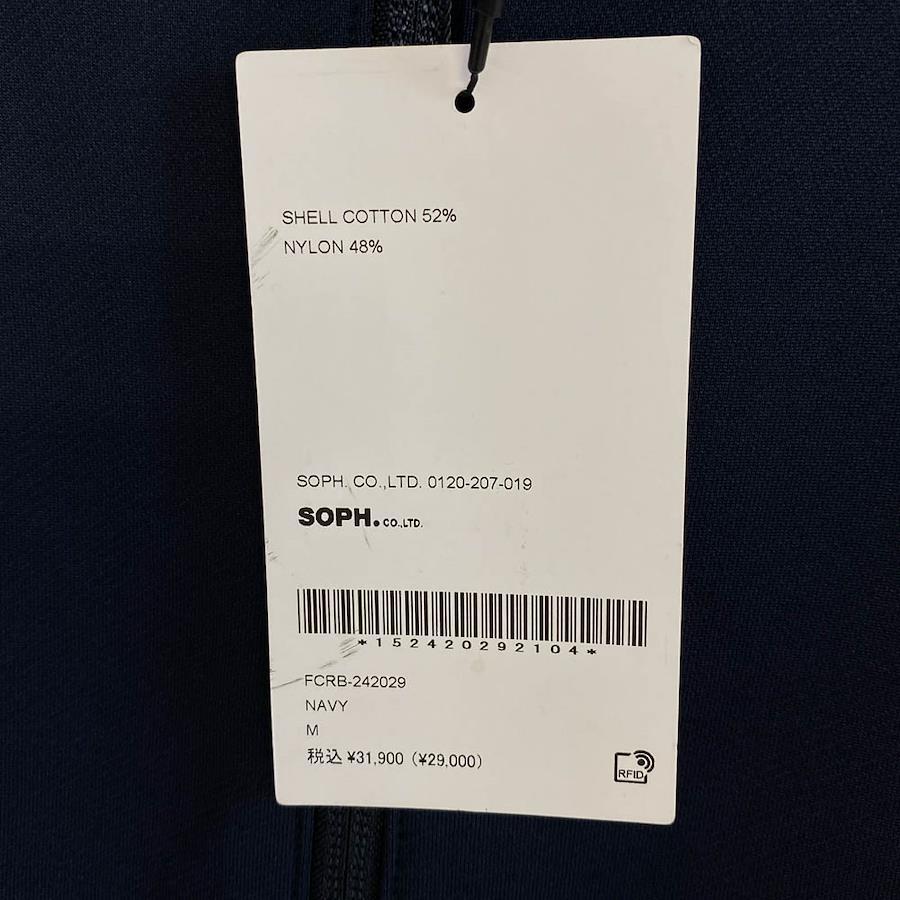 SHELL COTTON 52%
NYLON 48%
SOPH. CO.,LTD. 0120-207-019
SOPH. CO.,LTD.
*152420292104*
FCRB-242029
NAVY
M
税込 ¥31,900 (¥29,000)
RFID